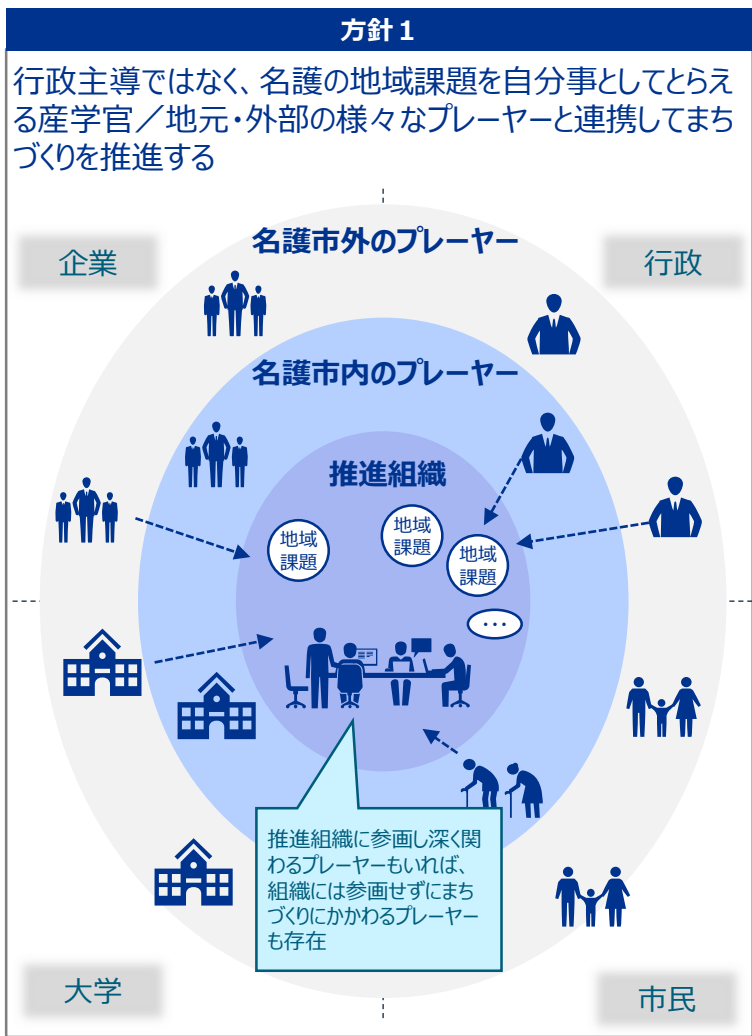 方針1
行政主導ではなく、名護の地域課題を自分事としてとらえ
る産学官／地元・外部の様々なプレーヤーと連携してまち
づくりを推進する
企業
名護市外のプレーヤー
行政
名護市内のプレーヤー
推進組織
地域
課題
地域
課題
地域
課題
…
推進組織に参画し深く関
わるプレーヤーもいれば、
組織には参画せずにまち
づくりにかかわるプレーヤー
も存在
大学
市民